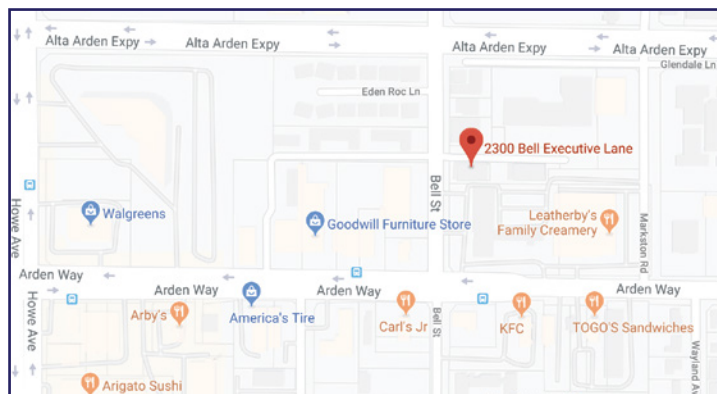 Alta Arden Expy
Alta Arden Expy
Alta Arden Expy
Alta Arden Expy
Glendale Ln
Eden Roc Ln
2300 Bell Executive Lane
Bell St
Howe Ave
Walgreens
Goodwill Furniture Store
Leatherby's
Family Creamery
Markston Rd
Arden Way
Arden Way
Arden Way
Arden Way
Howe Ave
Arby's
America's Tire
Carl's Jr
Bell St
KFC
TOGO'S Sandwiches
Wayland Ave
Arigato Sushi